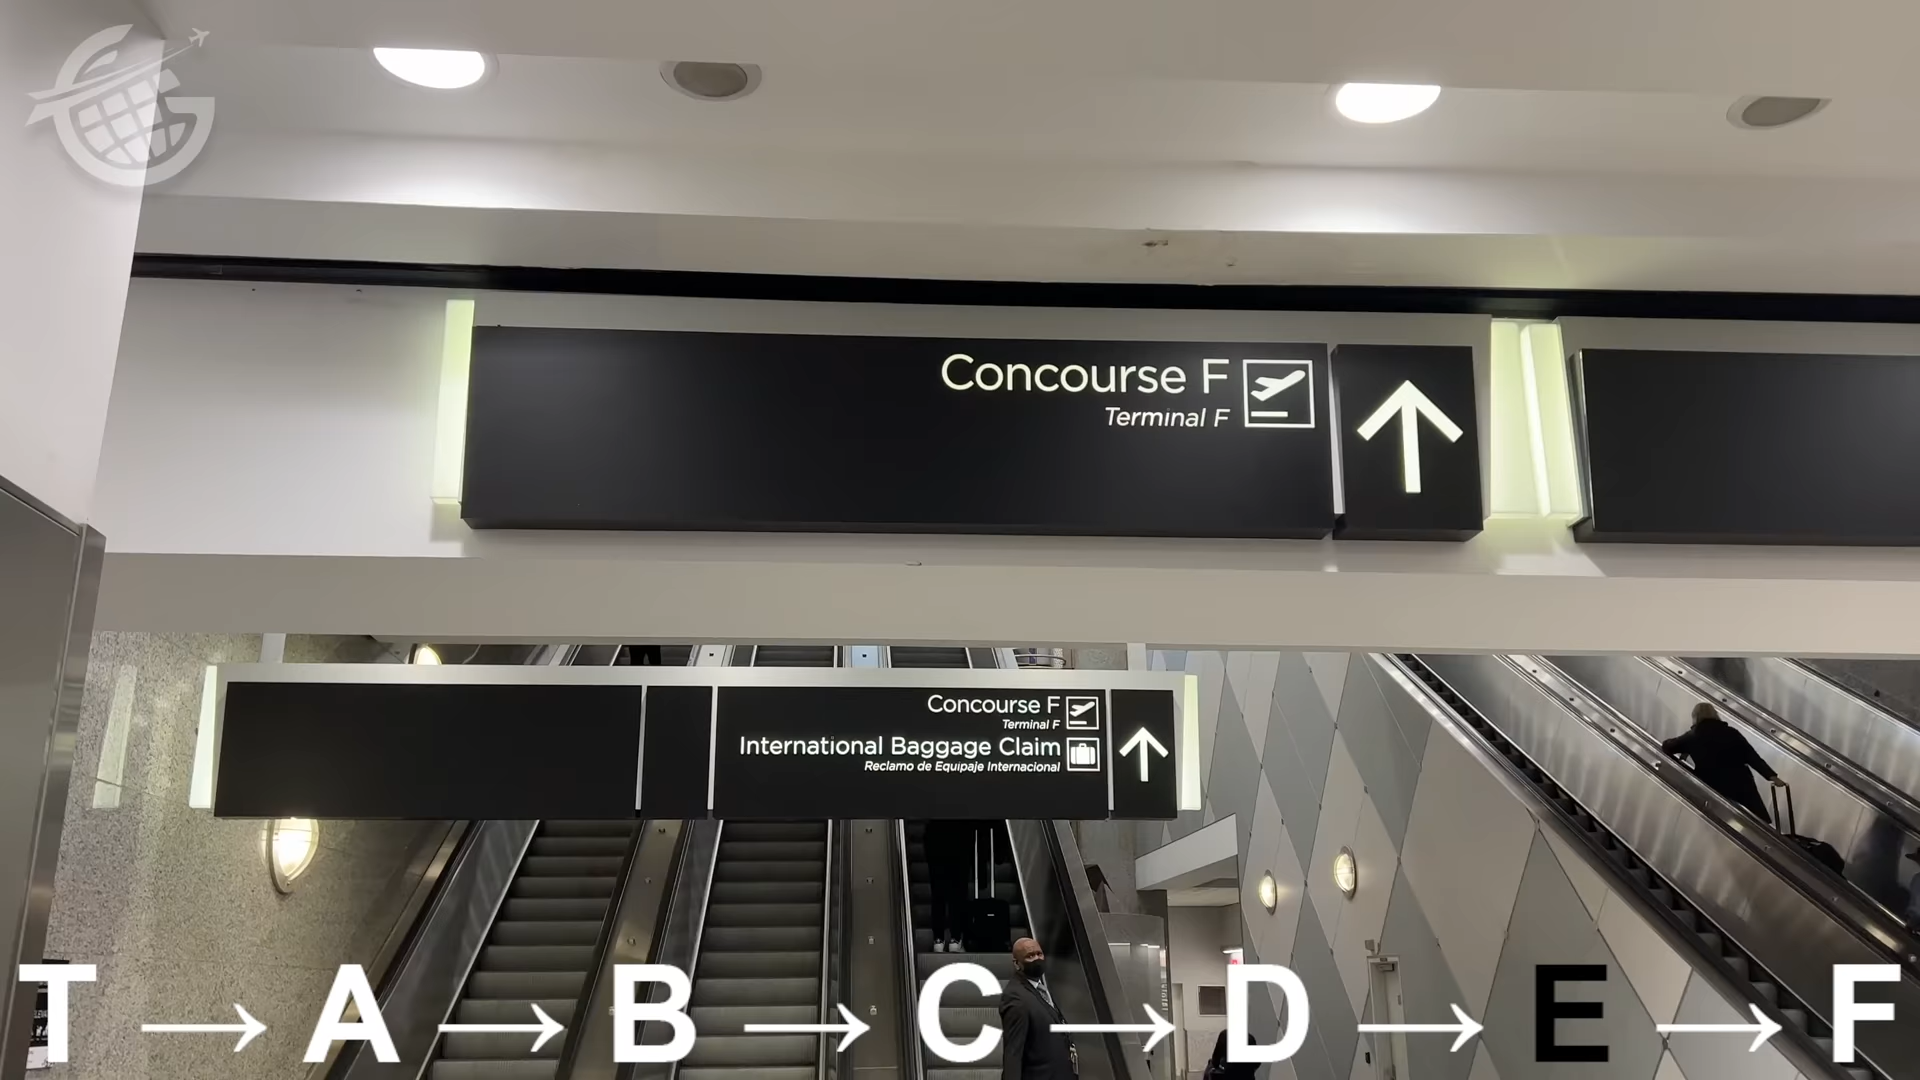 Concourse F
Terminal F
Concourse F
Terminal F
International Baggage Claim
Reclamo de Equipaje Internacional
T → A → B → C → D → E → F